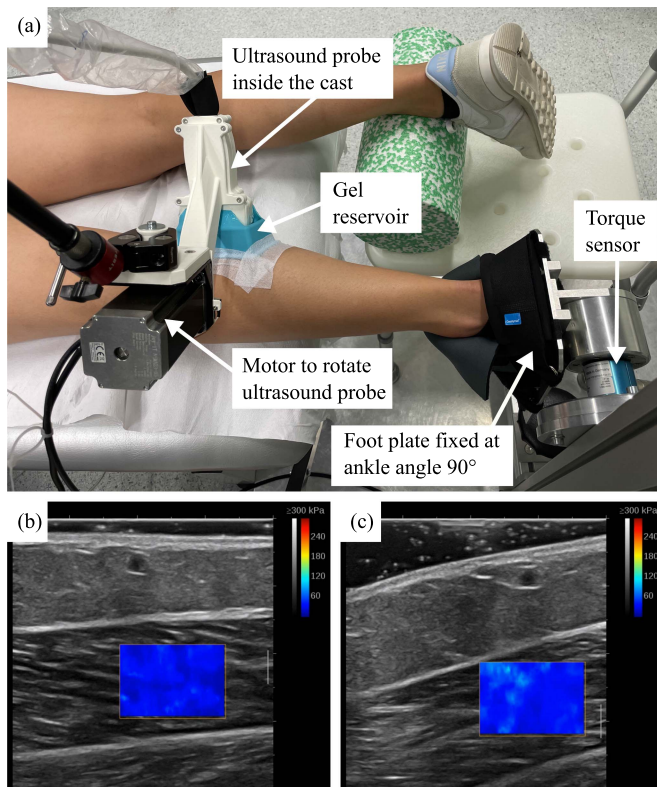 (a)
Ultrasound probe
inside the cast
Gel
reservoir
Torque
sensor
Motor to rotate
ultrasound probe
Foot plate fixed at
ankle angle 90°
(b)
≥300 kPa
240
180
120
60
(c)
≥300 kPa
240
180
120
60